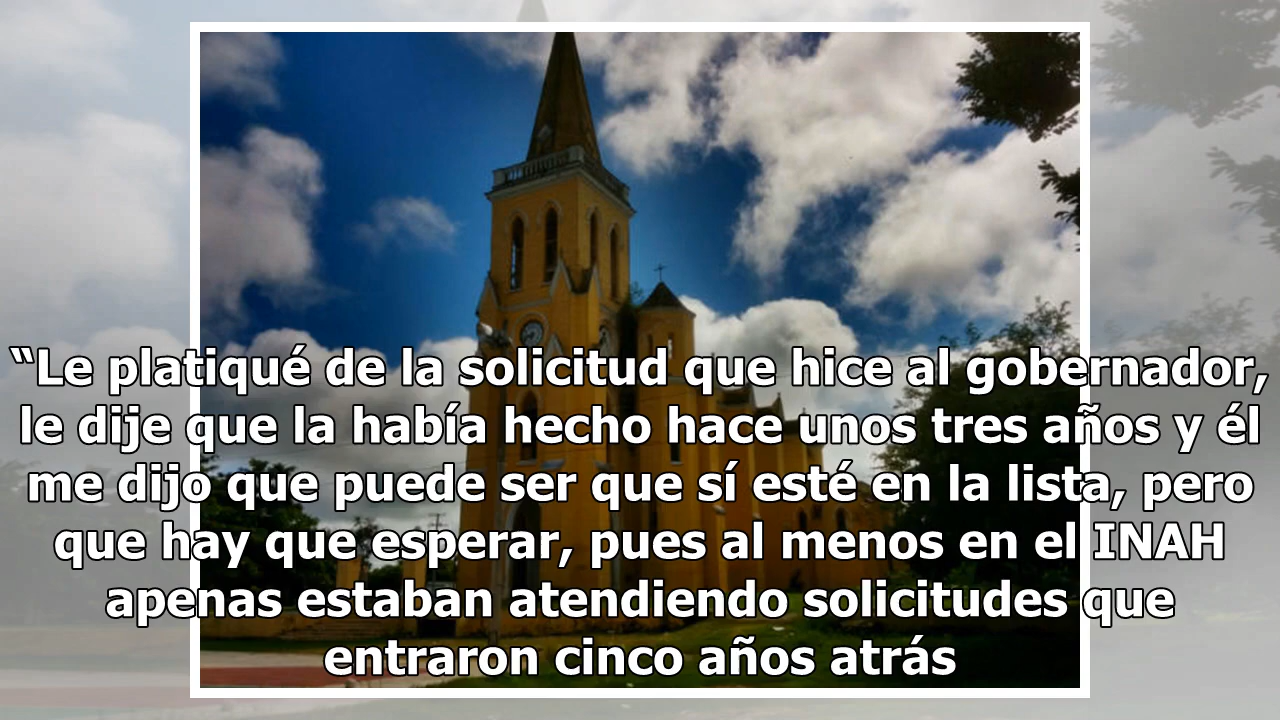 “Le platiqué de la solicitud que hice al gobernador,
le dije que la había hecho hace unos tres años y él
me dijo que puede ser que sí esté en la lista, pero
que hay que esperar, pues al menos en el INAH
apenas estaban atendiendo solicitudes que
entraron cinco años atrás